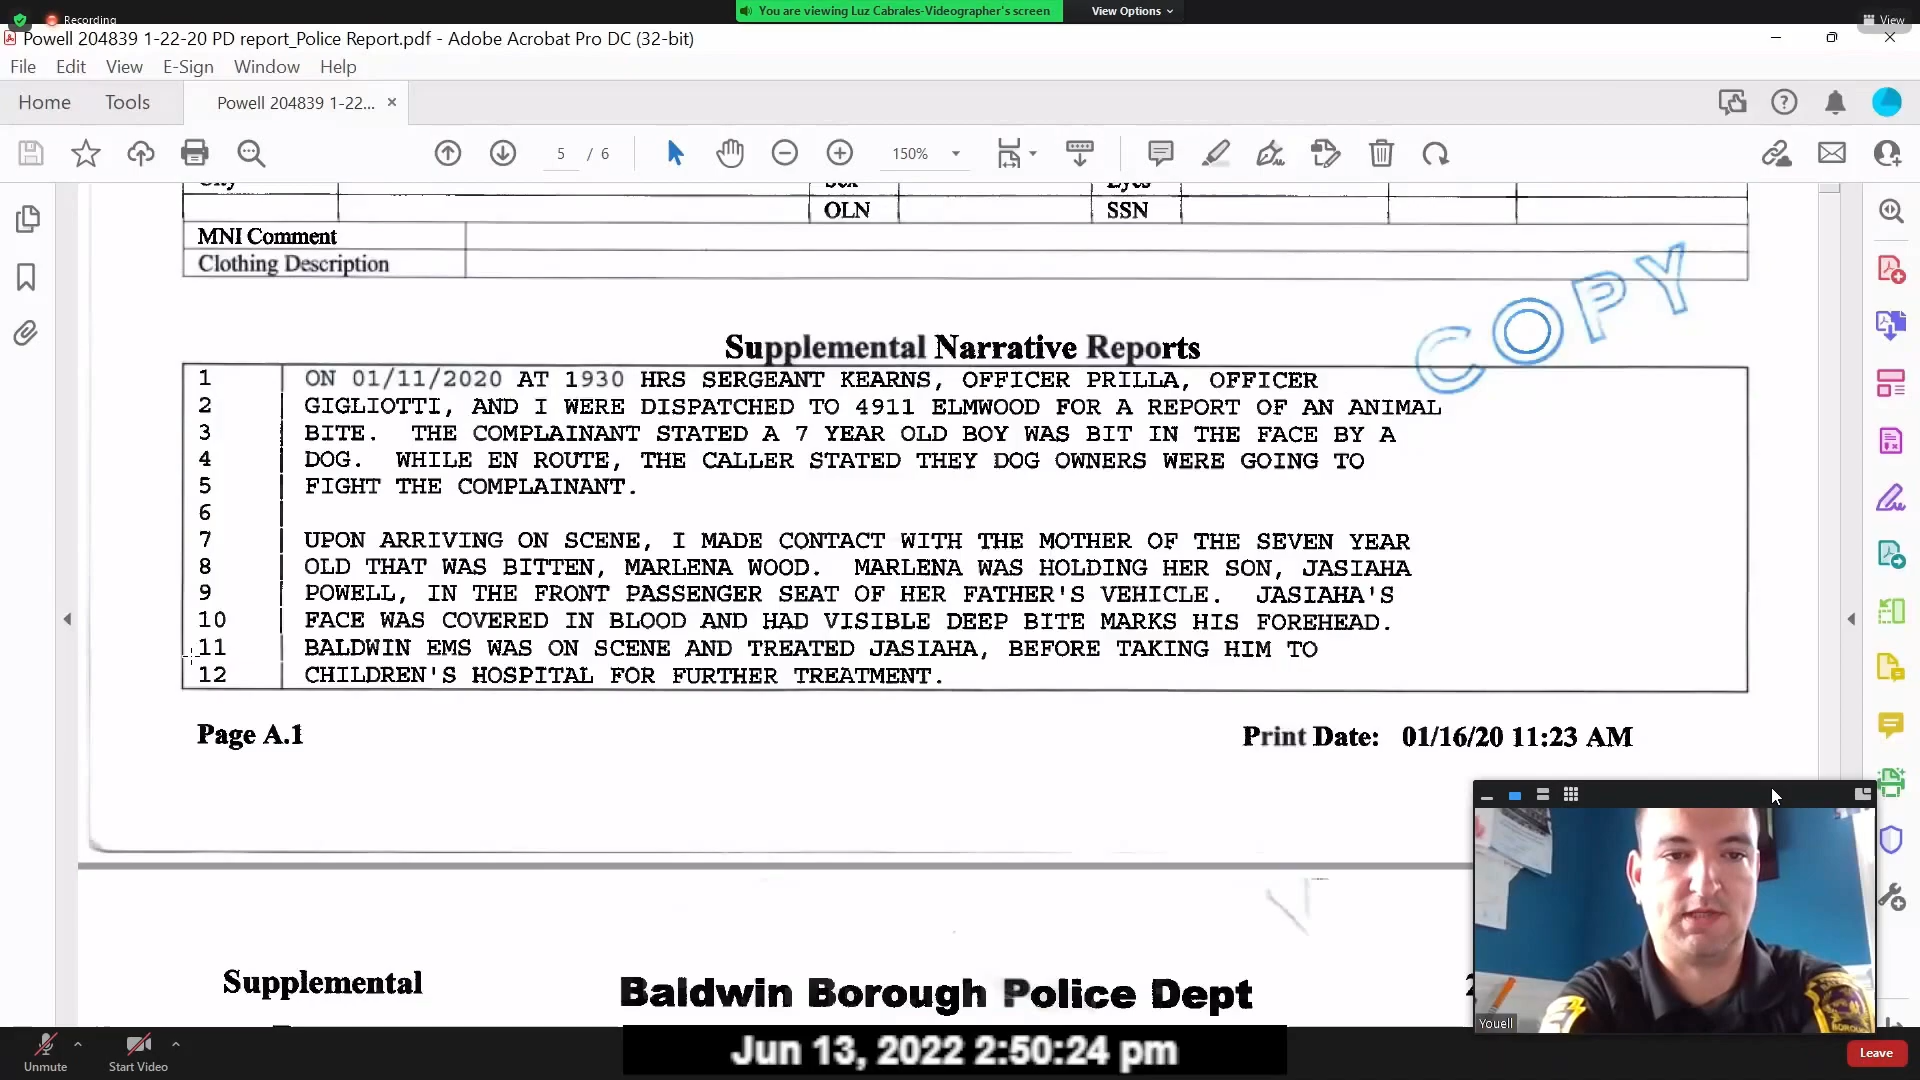 Recording
You are viewing Luz Cabrales-Videographer's screen
View Options
View
Powell 204839 1-22-20 PD report_Police Report.pdf - Adobe Acrobat Pro DC (32-bit)
File Edit View E-Sign Window Help
Home Tools Powell 204839 1-22...
5 / 6 150%
City Sex Eyes
OLN SSN
MNI Comment
Clothing Description
COPY
Supplemental Narrative Reports
1 ON 01/11/2020 AT 1930 HRS SERGEANT KEARNS, OFFICER PRILLA, OFFICER
2 GIGLIOTTI, AND I WERE DISPATCHED TO 4911 ELMWOOD FOR A REPORT OF AN ANIMAL
3 BITE. THE COMPLAINANT STATED A 7 YEAR OLD BOY WAS BIT IN THE FACE BY A
4 DOG. WHILE EN ROUTE, THE CALLER STATED THEY DOG OWNERS WERE GOING TO
5 FIGHT THE COMPLAINANT.
6
7 UPON ARRIVING ON SCENE, I MADE CONTACT WITH THE MOTHER OF THE SEVEN YEAR
8 OLD THAT WAS BITTEN, MARLENA WOOD. MARLENA WAS HOLDING HER SON, JASIAHA
9 POWELL, IN THE FRONT PASSENGER SEAT OF HER FATHER'S VEHICLE. JASIAHA'S
10 FACE WAS COVERED IN BLOOD AND HAD VISIBLE DEEP BITE MARKS HIS FOREHEAD.
11 BALDWIN EMS WAS ON SCENE AND TREATED JASIAHA, BEFORE TAKING HIM TO
12 CHILDREN'S HOSPITAL FOR FURTHER TREATMENT.
Page A.1 Print Date: 01/16/20 11:23 AM
Supplemental Baldwin Borough Police Dept
Youell
Unmute Start Video Leave
Jun 13, 2022 2:50:24 pm